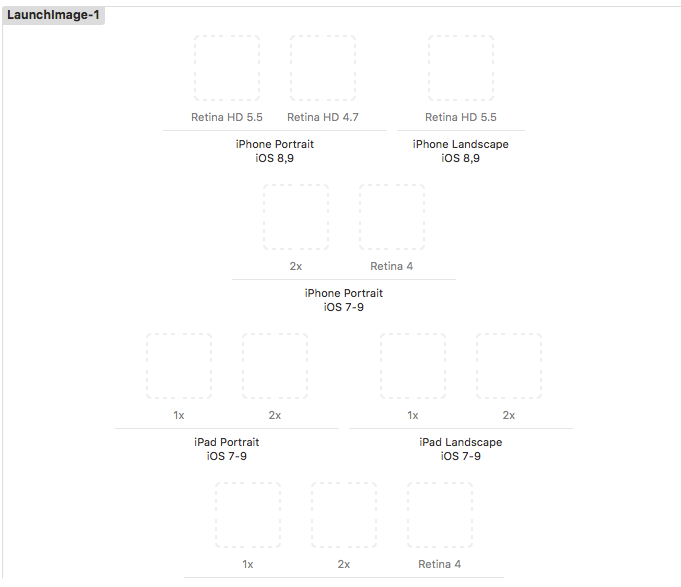 LaunchImage-1
Retina HD 5.5 Retina HD 4.7 Retina HD 5.5
iPhone Portrait iPhone Landscape
iOS 8,9 iOS 8,9
2x Retina 4
iPhone Portrait
iOS 7-9
1x 2x 1x 2x
iPad Portrait iPad Landscape
iOS 7-9 iOS 7-9
1x 2x Retina 4